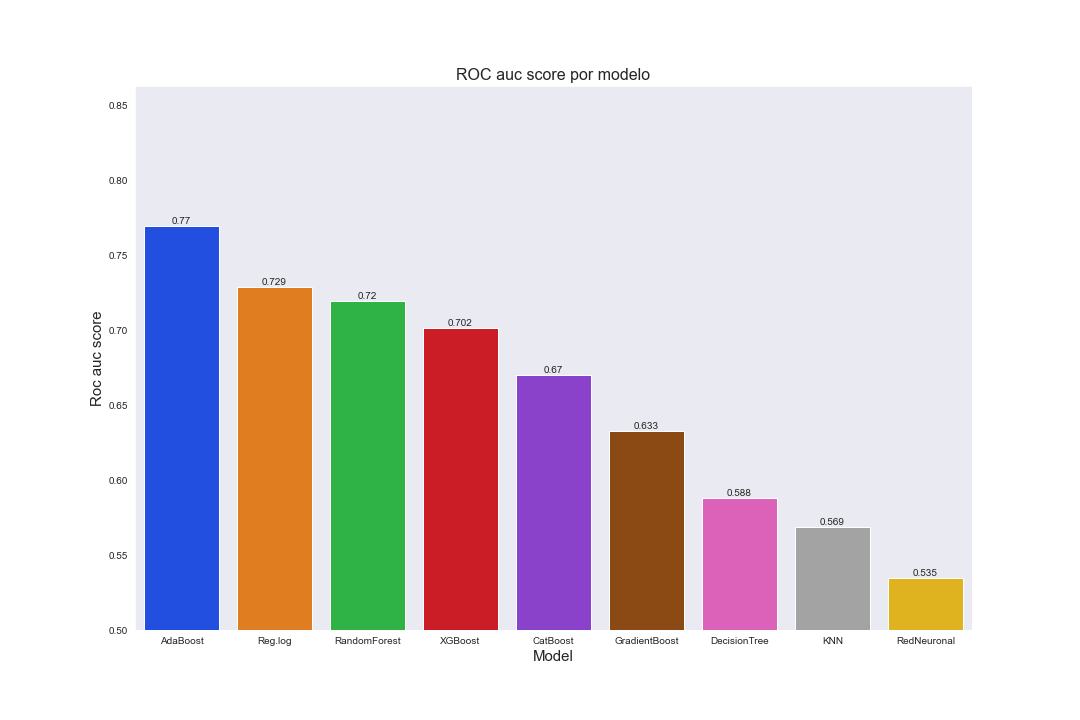 ROC auc score por modelo
Roc auc score
0.85
0.80
0.75
0.70
0.65
0.60
0.55
0.50
0.77
0.729
0.72
0.702
0.67
0.633
0.588
0.569
0.535
AdaBoost
Reg.log
RandomForest
XGBoost
CatBoost
GradientBoost
DecisionTree
KNN
RedNeuronal
Model